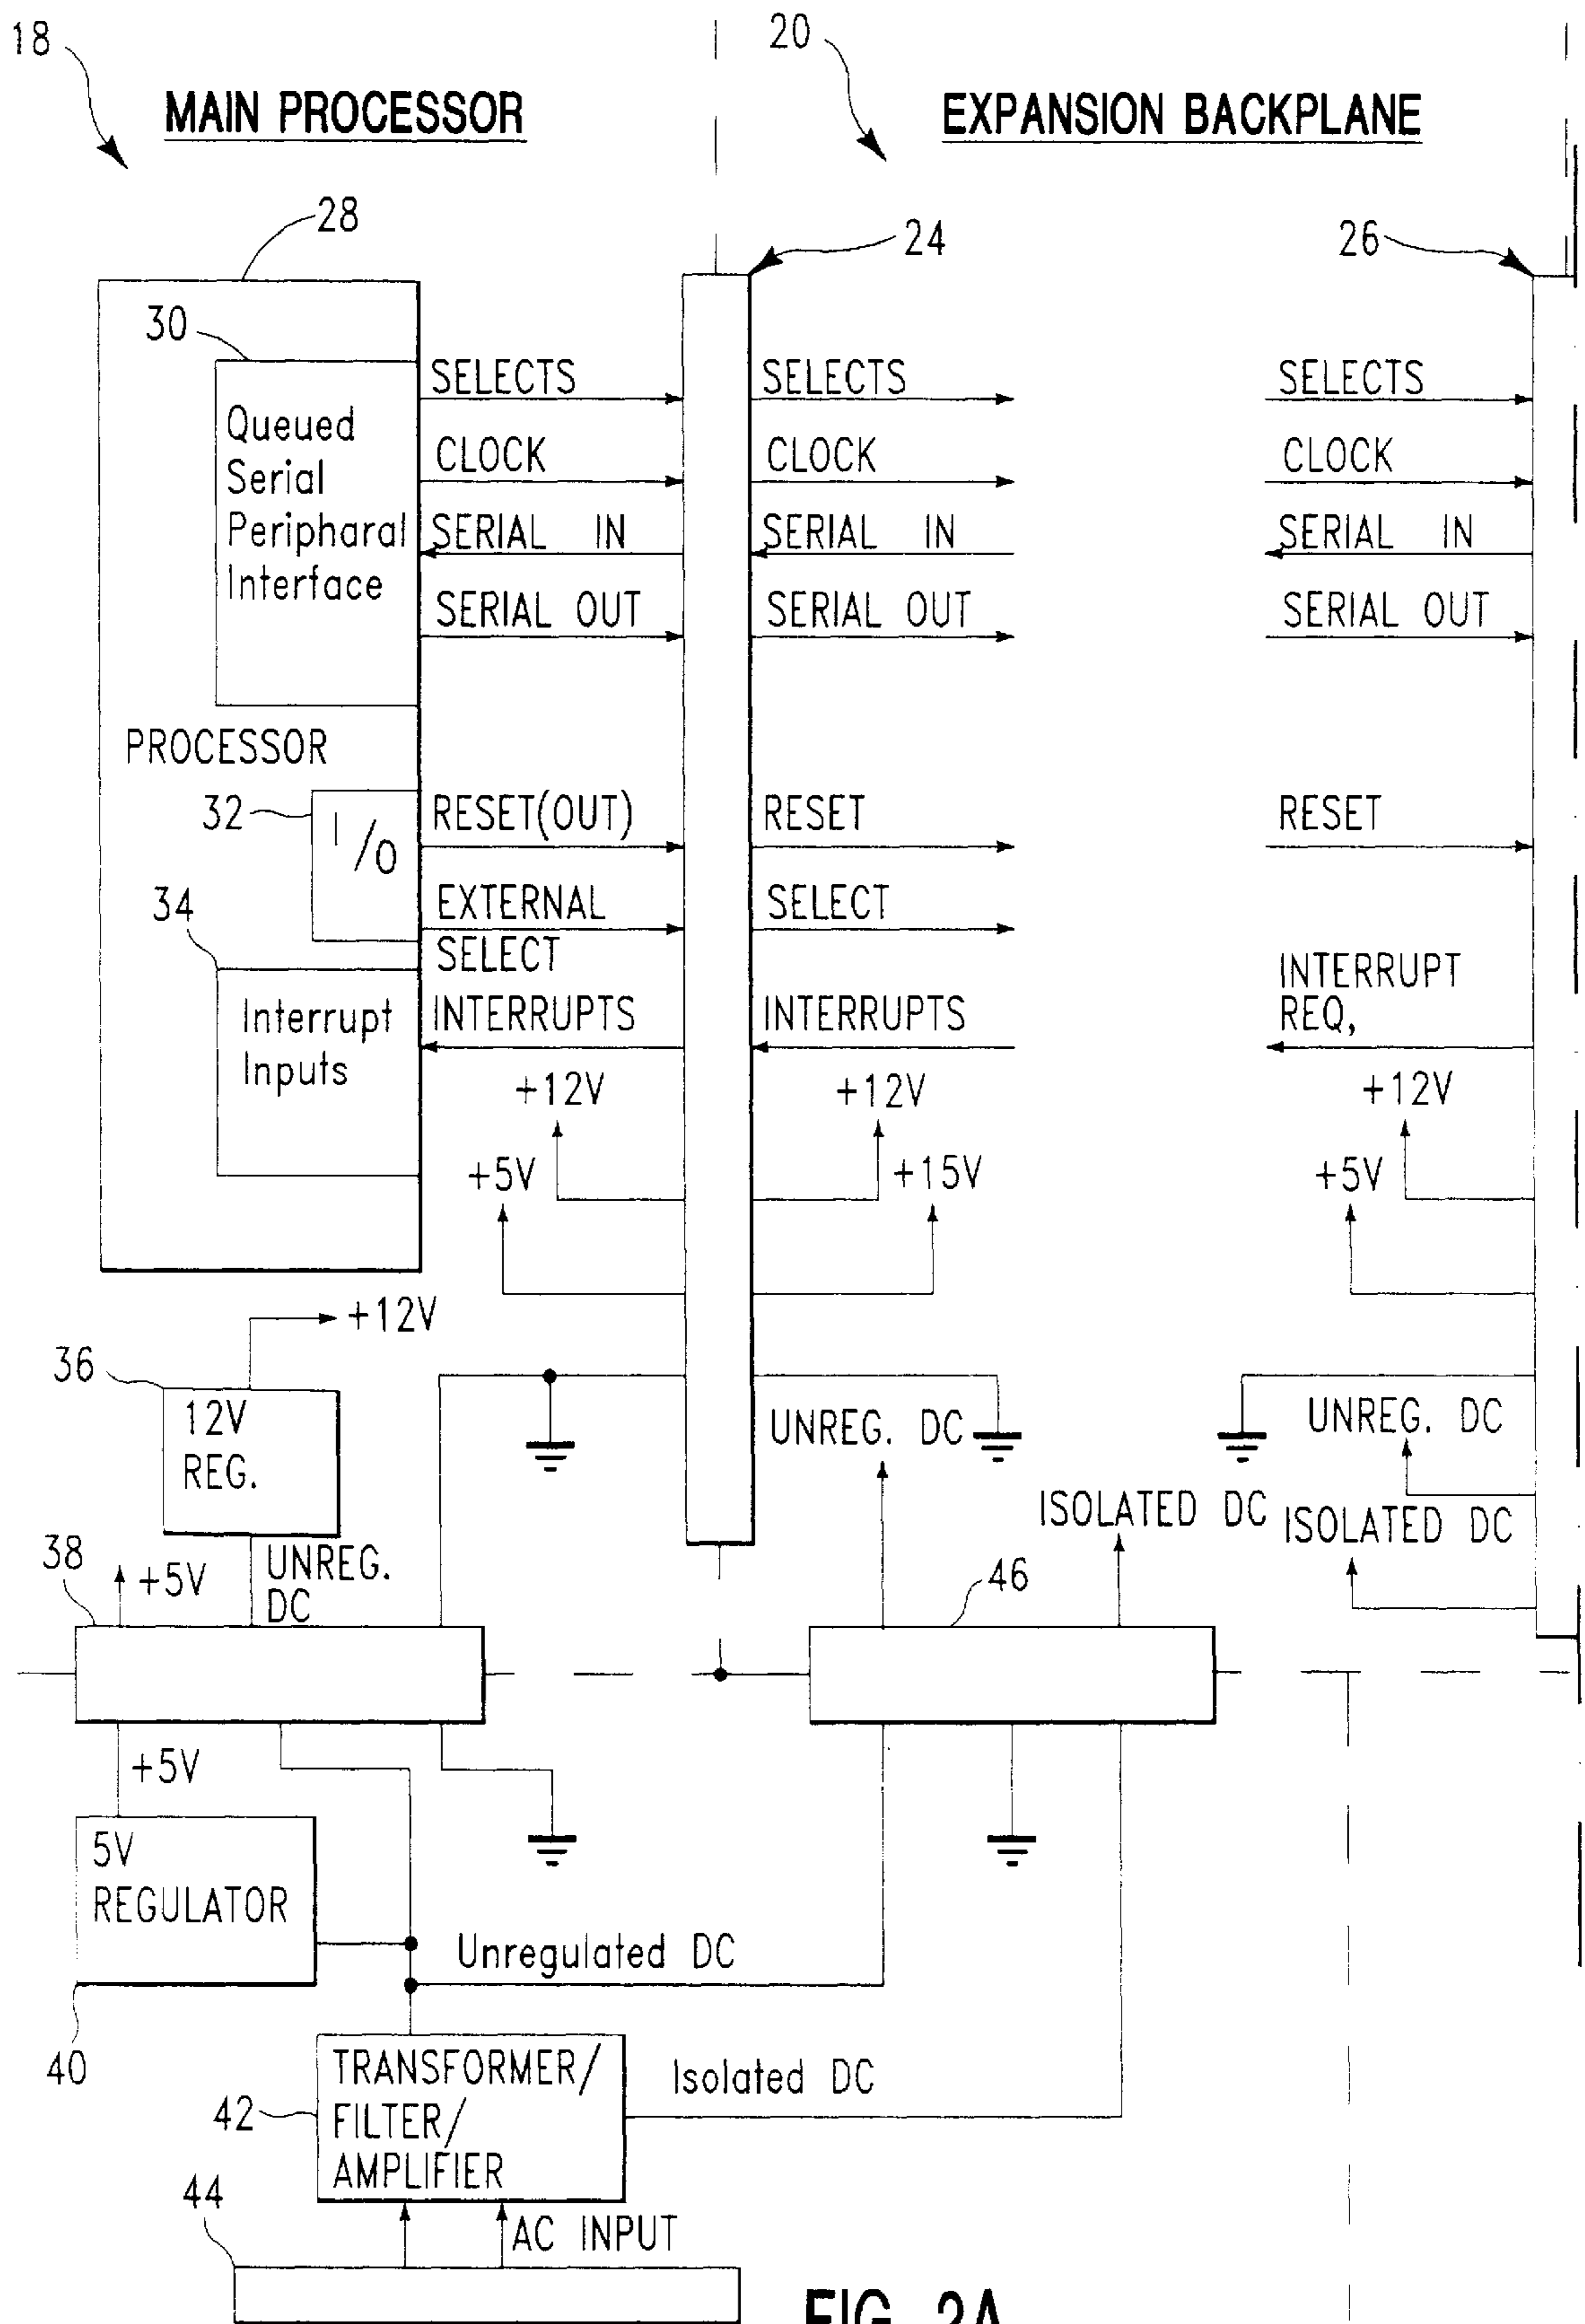 18
20
MAIN PROCESSOR
EXPANSION BACKPLANE
28
24
26
30
SELECTS
SELECTS
SELECTS
Queued
Serial
Peripharal
Interface
CLOCK
CLOCK
CLOCK
SERIAL IN
SERIAL IN
SERIAL IN
SERIAL OUT
SERIAL OUT
SERIAL OUT
PROCESSOR
32
I/O
RESET(OUT)
RESET
RESET
34
EXTERNAL
SELECT
SELECT
INTERRUPT
REQ,
Interrupt
Inputs
INTERRUPTS
INTERRUPTS
+12V
+12V
+12V
+5V
+15V
+5V
+12V
36
12V
REG.
UNREG. DC
UNREG. DC
ISOLATED DC
ISOLATED DC
38
+5V
UNREG.
DC
46
+5V
5V
REGULATOR
Unregulated DC
40
TRANSFORMER/
FILTER/
AMPLIFIER
Isolated DC
42
44
AC INPUT
FIG. 2A